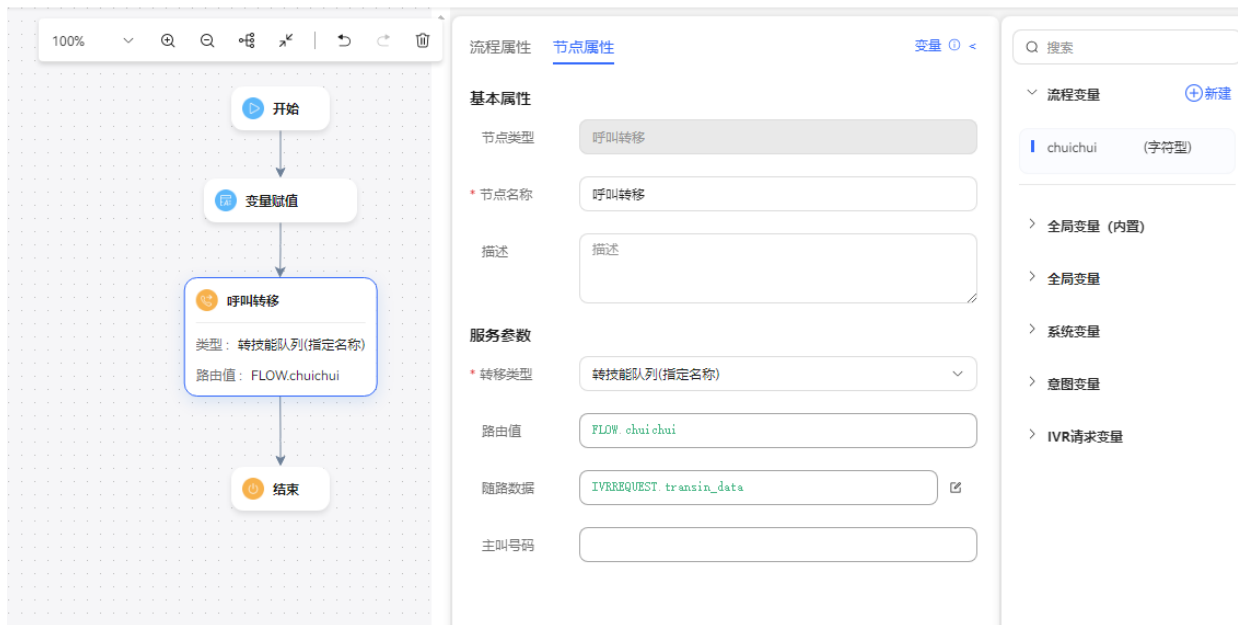 100%
开始
变量赋值
呼叫转移
类型： 转技能队列(指定名称)
路由值： FLOW.chuichui
结束
流程属性 节点属性 变量 <
基本属性
节点类型 呼叫转移
* 节点名称 呼叫转移
描述 描述
服务参数
* 转移类型 转技能队列(指定名称)
路由值 FLOW.chuichui
随路数据 IVRREQUEST.transin_data
主叫号码
搜索
流程变量 新建
chuichui (字符型)
全局变量（内置）
全局变量
系统变量
意图变量
IVR请求变量